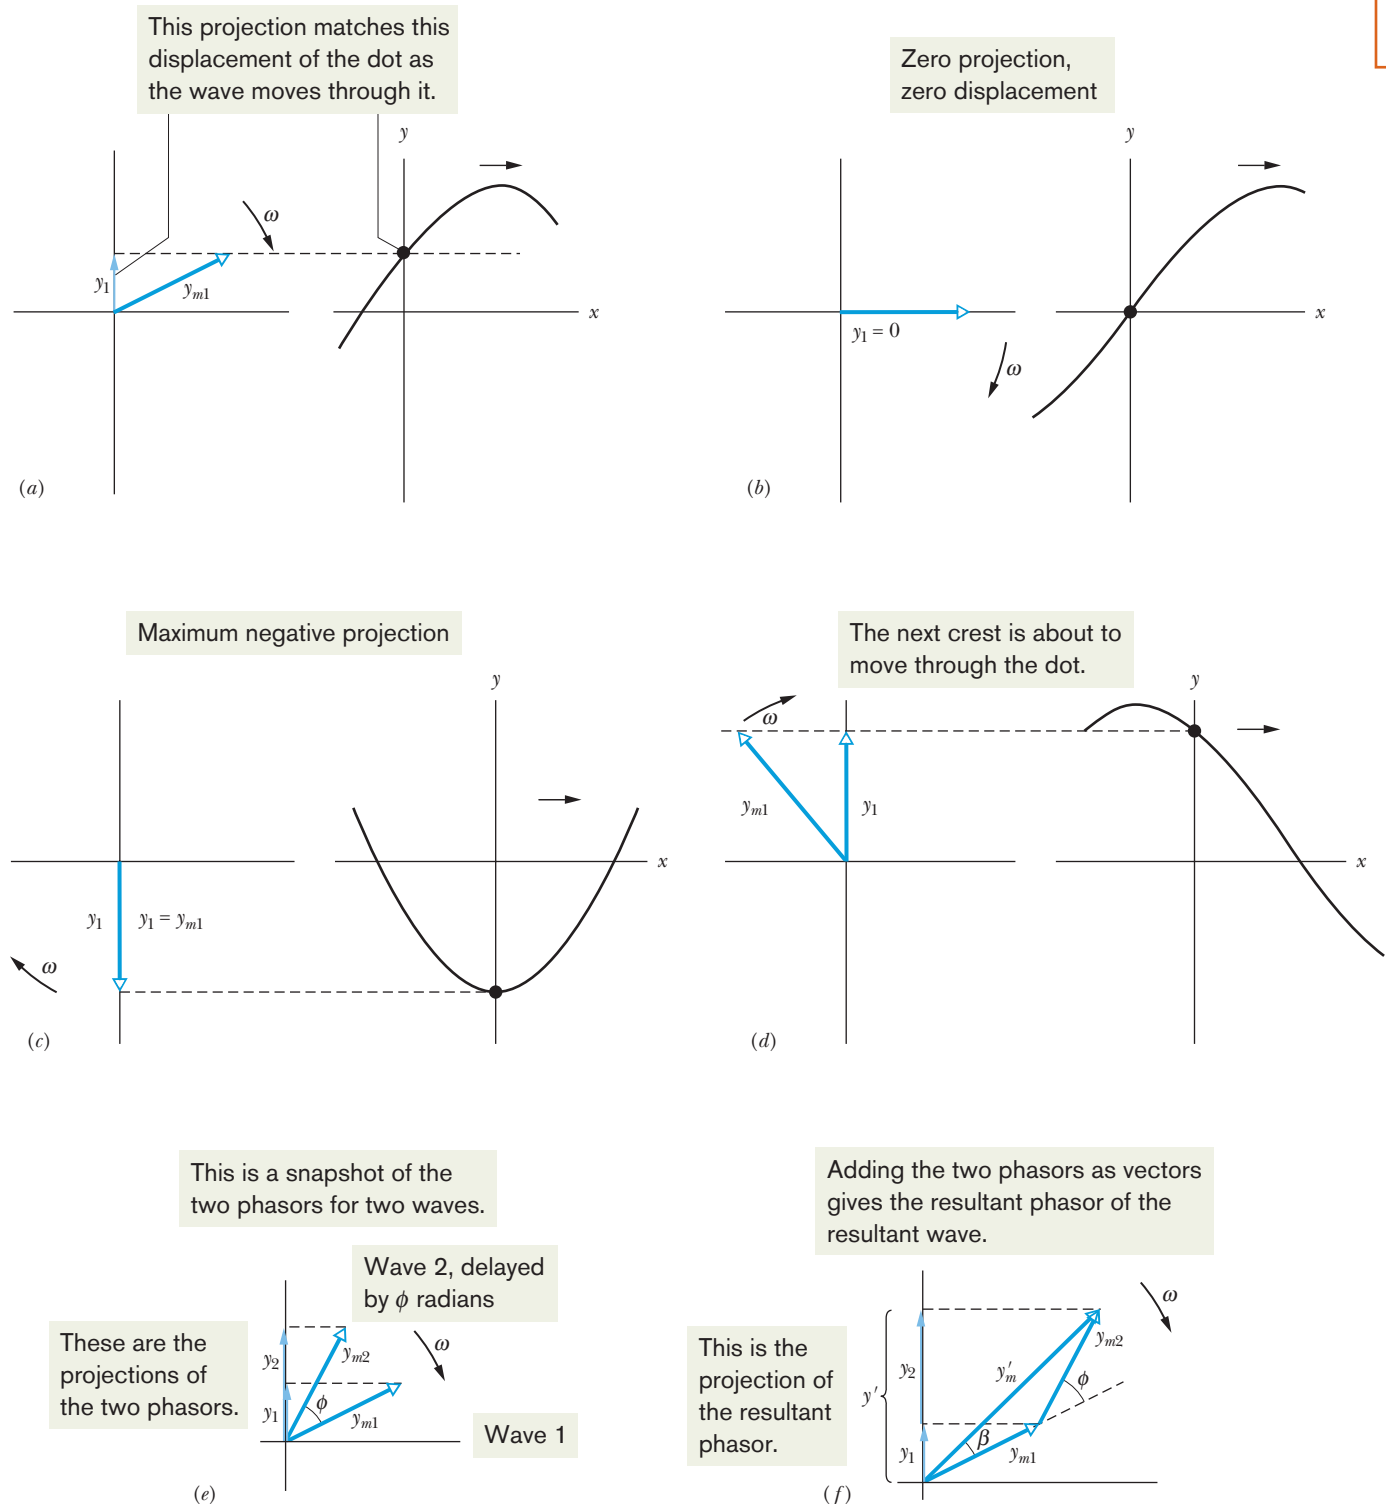 This projection matches this
displacement of the dot as
the wave moves through it.
y
ω
y1
ym1
x
(a)
Zero projection,
zero displacement
y
y1 = 0
x
ω
(b)
Maximum negative projection
y
x
y1
y1 = ym1
ω
(c)
The next crest is about to
move through the dot.
y
ω
ym1
y1
x
(d)
This is a snapshot of the
two phasors for two waves.
Wave 2, delayed
by ϕ radians
These are the
projections of
the two phasors.
ω
y2
ym2
ϕ
y1
ym1
Wave 1
(e)
Adding the two phasors as vectors
gives the resultant phasor of the
resultant wave.
ω
This is the
projection of
the resultant
phasor.
ym2
y2
y′m
ϕ
y′
β
y1
ym1
(f)